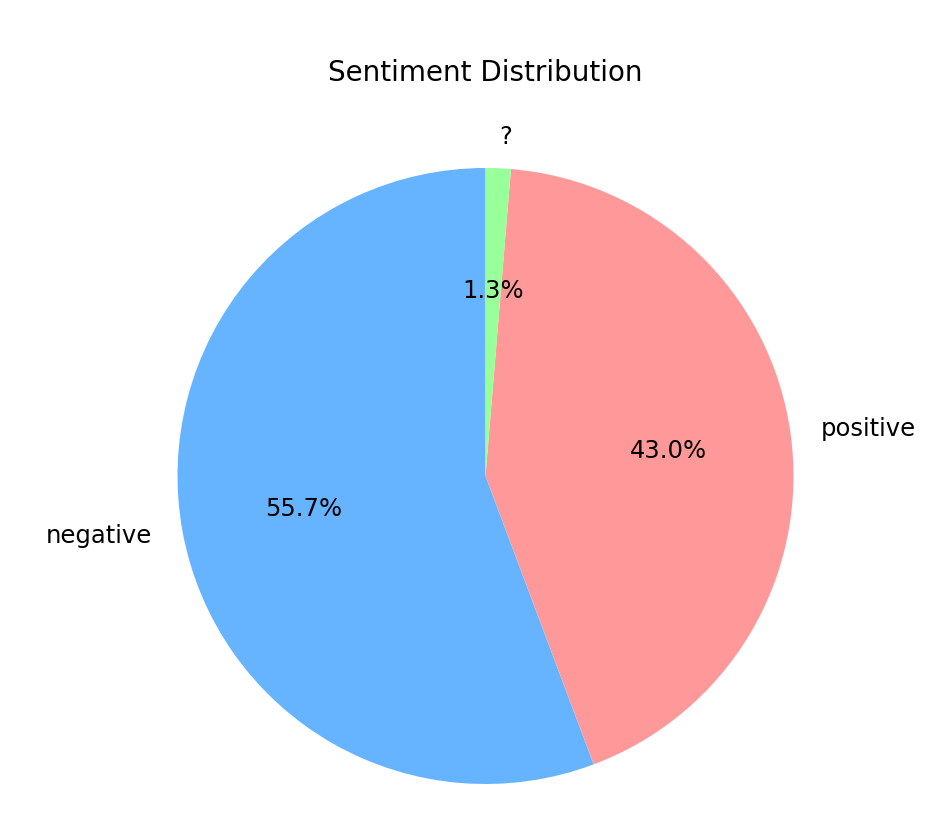 Sentiment Distribution
?
1.3%
positive
43.0%
55.7%
negative